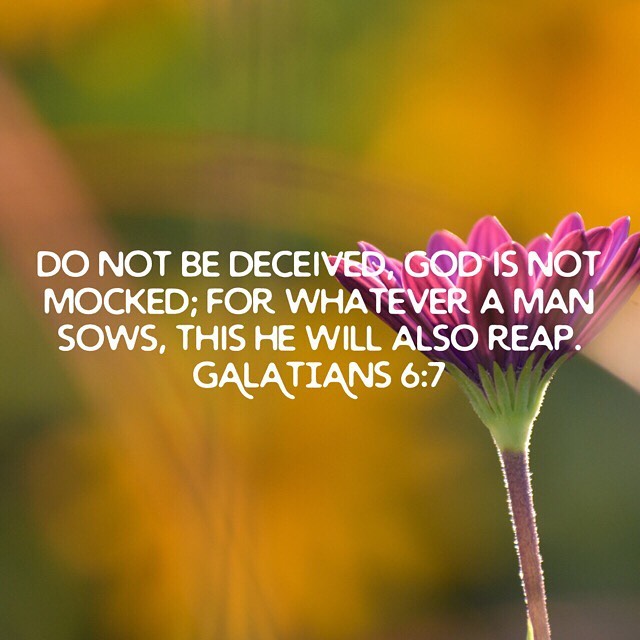 DO NOT BE DECEIVED, GOD IS NOT
MOCKED; FOR WHATEVER A MAN
SOWS, THIS HE WILL ALSO REAP.
GALATIANS 6:7